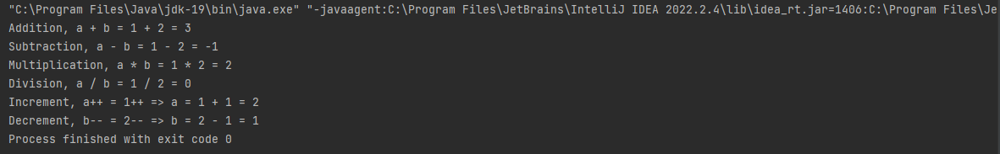 "C:\Program Files\Java\jdk-19\bin\java.exe" "-javaagent:C:\Program Files\JetBrains\IntelliJ IDEA 2022.2.4\lib\idea_rt.jar=1406:C:\Program Files\Je
Addition, a + b = 1 + 2 = 3
Subtraction, a - b = 1 - 2 = -1
Multiplication, a * b = 1 * 2 = 2
Division, a / b = 1 / 2 = 0
Increment, a++ = 1++ => a = 1 + 1 = 2
Decrement, b-- = 2-- => b = 2 - 1 = 1
Process finished with exit code 0